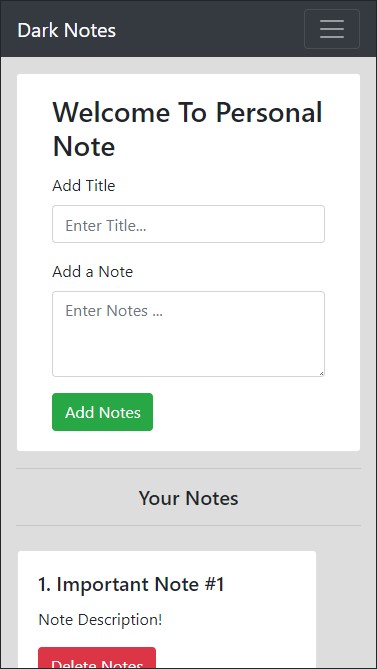 Dark Notes
Welcome To Personal
Note
Add Title
Enter Title...
Add a Note
Enter Notes ...
Add Notes
Your Notes
1. Important Note #1
Note Description!
Delete Notes